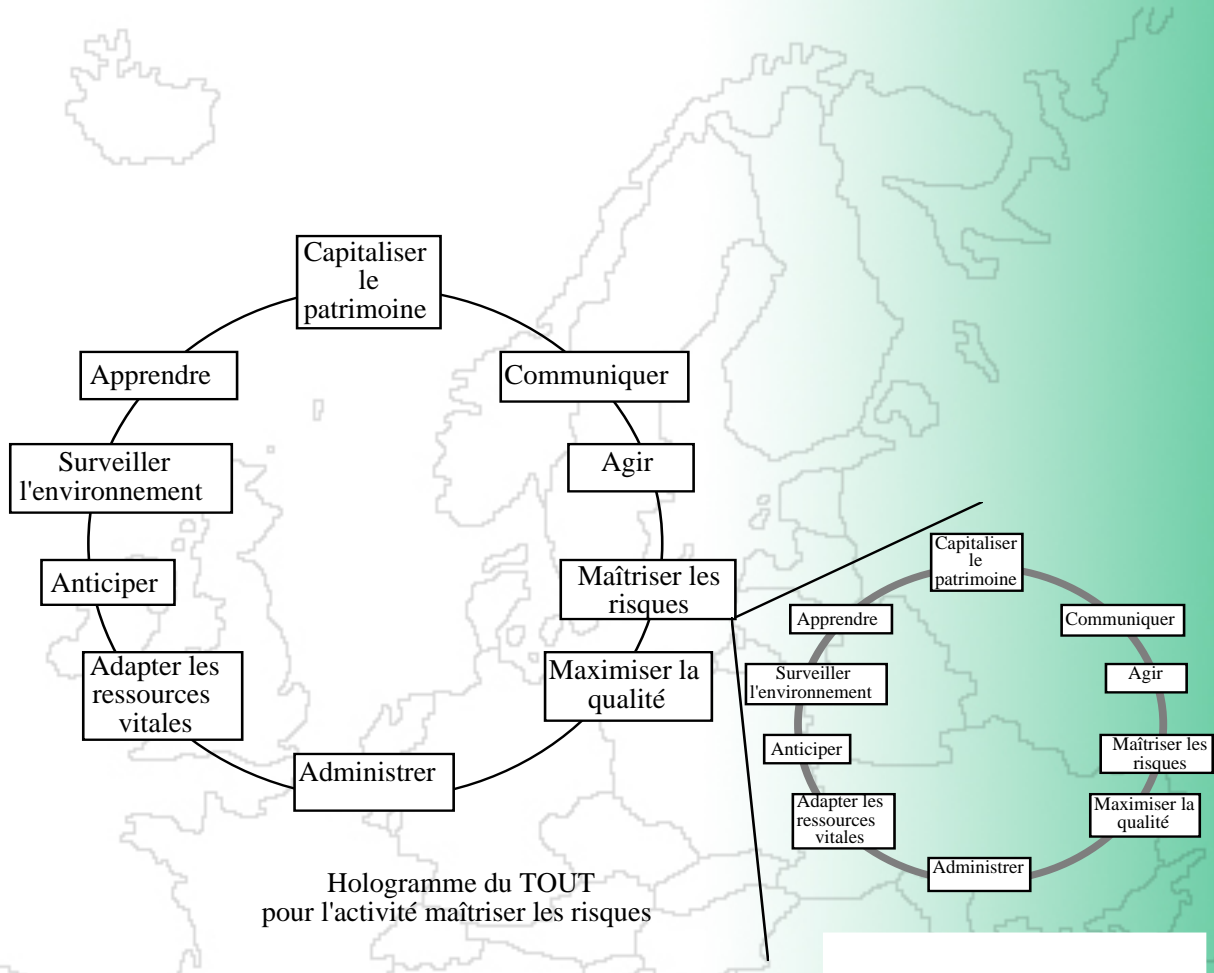 Capitaliser
le
patrimoine
Apprendre
Communiquer
Surveiller
l'environnement
Agir
Anticiper
Maîtriser les
risques
Adapter les
ressources
vitales
Maximiser la
qualité
Administrer
Hologramme du TOUT
pour l'activité maîtriser les risques
Capitaliser
le
patrimoine
Apprendre
Communiquer
Surveiller
l'environnement
Agir
Anticiper
Maîtriser les
risques
Adapter les
ressources
vitales
Maximiser la
qualité
Administrer